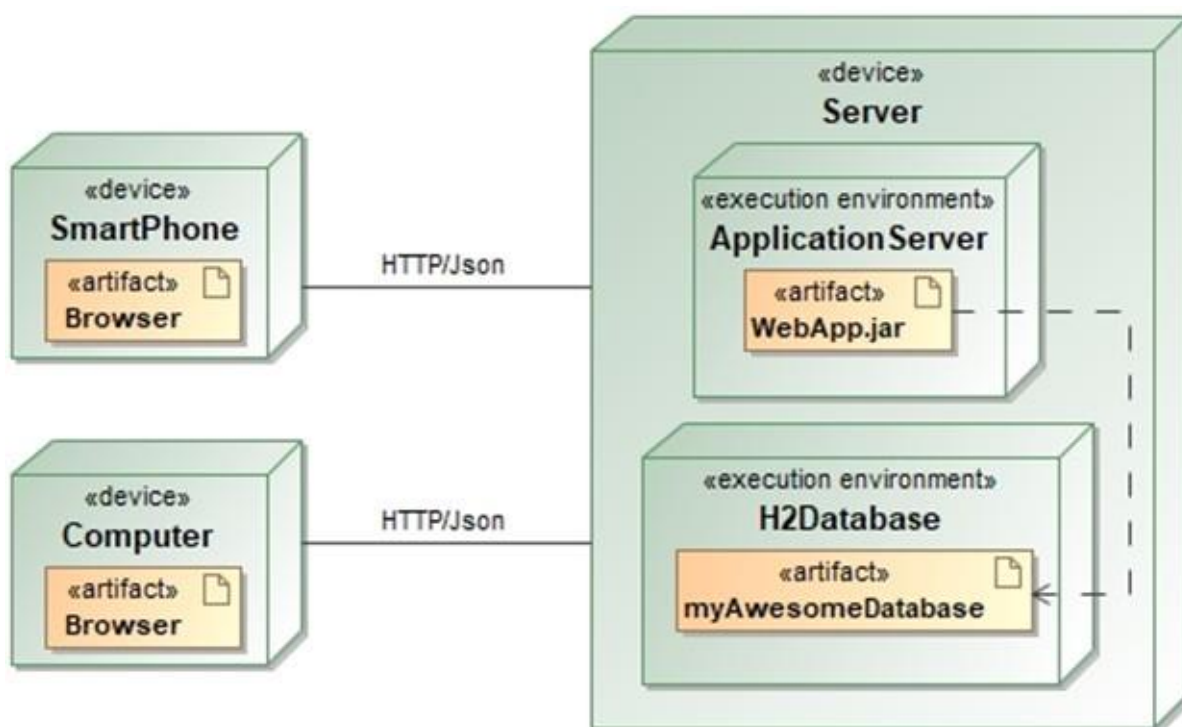 «device»
Server
«device»
SmartPhone
«artifact»
Browser
HTTP/Json
«execution environment»
ApplicationServer
«artifact»
WebApp.jar
«device»
Computer
«artifact»
Browser
HTTP/Json
«execution environment»
H2Database
«artifact»
myAwesomeDatabase